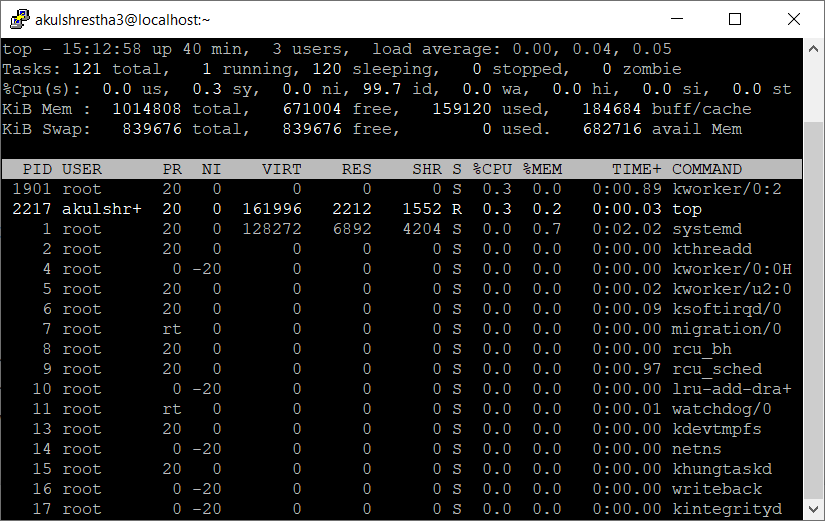 akulshrestha3@localhost:~
top - 15:12:58 up 40 min,  3 users,  load average: 0.00, 0.04, 0.05
Tasks: 121 total,   1 running, 120 sleeping,   0 stopped,   0 zombie
%Cpu(s):  0.0 us,  0.3 sy,  0.0 ni, 99.7 id,  0.0 wa,  0.0 hi,  0.0 si,  0.0 st
KiB Mem :  1014808 total,   671004 free,   159120 used,   184684 buff/cache
KiB Swap:   839676 total,   839676 free,        0 used.   682716 avail Mem
  PID USER      PR  NI    VIRT    RES    SHR S %CPU %MEM     TIME+ COMMAND
 1901 root      20   0       0      0      0 S  0.3  0.0   0:00.89 kworker/0:2
 2217 akulshr+  20   0  161996   2212   1552 R  0.3  0.2   0:00.03 top
    1 root      20   0  128272   6892   4204 S  0.0  0.7   0:02.02 systemd
    2 root      20   0       0      0      0 S  0.0  0.0   0:00.00 kthreadd
    4 root       0 -20       0      0      0 S  0.0  0.0   0:00.00 kworker/0:0H
    5 root      20   0       0      0      0 S  0.0  0.0   0:00.02 kworker/u2:0
    6 root      20   0       0      0      0 S  0.0  0.0   0:00.09 ksoftirqd/0
    7 root      rt   0       0      0      0 S  0.0  0.0   0:00.00 migration/0
    8 root      20   0       0      0      0 S  0.0  0.0   0:00.00 rcu_bh
    9 root      20   0       0      0      0 S  0.0  0.0   0:00.97 rcu_sched
   10 root       0 -20       0      0      0 S  0.0  0.0   0:00.00 lru-add-dra+
   11 root      rt   0       0      0      0 S  0.0  0.0   0:00.01 watchdog/0
   13 root      20   0       0      0      0 S  0.0  0.0   0:00.00 kdevtmpfs
   14 root       0 -20       0      0      0 S  0.0  0.0   0:00.00 netns
   15 root      20   0       0      0      0 S  0.0  0.0   0:00.00 khungtaskd
   16 root       0 -20       0      0      0 S  0.0  0.0   0:00.00 writeback
   17 root       0 -20       0      0      0 S  0.0  0.0   0:00.00 kintegrityd